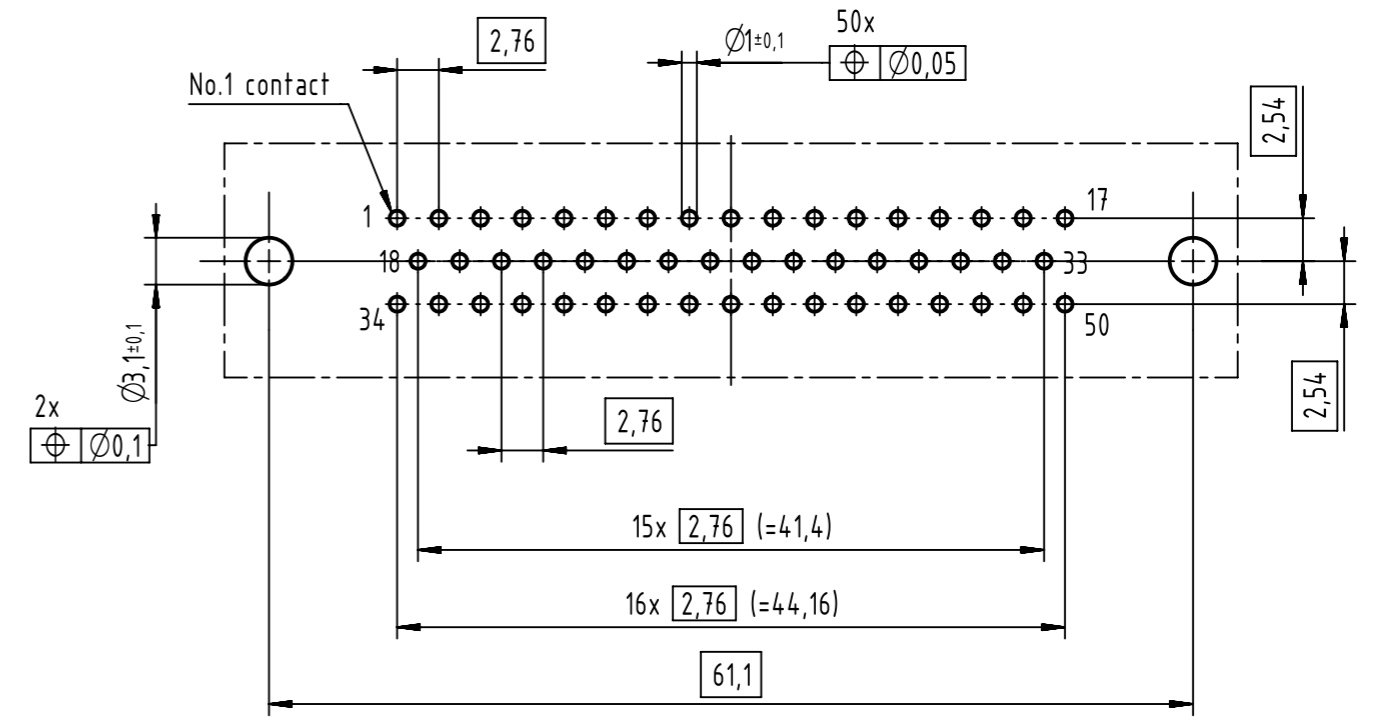 50x
2,76
Ø1±0,1
⌖ Ø0,05
No.1 contact
2,54
1
17
18
33
34
50
Ø3,1±0,1
2,54
2x
⌖ Ø0,1
2,76
15x 2,76 (=41,4)
16x 2,76 (=44,16)
61,1